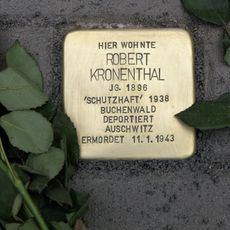 HIER WOHNTE
ROBERT
KRONENTHAL
JG. 1896
'SCHUTZHAFT' 1938
BUCHENWALD
DEPORTIERT
AUSCHWITZ
ERMORDET 11.1.1943